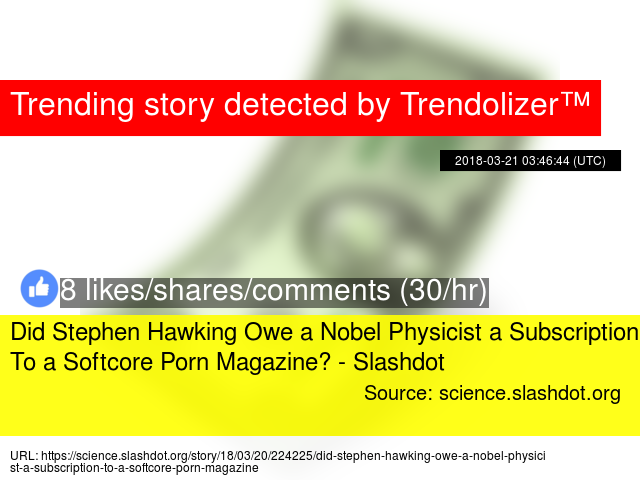 Trending story detected by Trendolizer™
2018-03-21 03:46:44 (UTC)
8 likes/shares/comments (30/hr)
Did Stephen Hawking Owe a Nobel Physicist a Subscription
To a Softcore Porn Magazine? - Slashdot
Source: science.slashdot.org
URL: https://science.slashdot.org/story/18/03/20/224225/did-stephen-hawking-owe-a-nobel-physici
st-a-subscription-to-a-softcore-porn-magazine